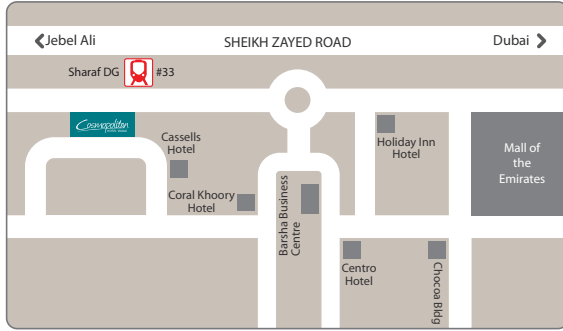 Jebel Ali
SHEIKH ZAYED ROAD
Dubai
Sharaf DG
#33
Cosmopolitan
Cassells
Hotel
Holiday Inn
Hotel
Mall of
the
Emirates
Coral Khoory
Hotel
Barsha Business
Centre
Centro
Hotel
Chocoa Bldg